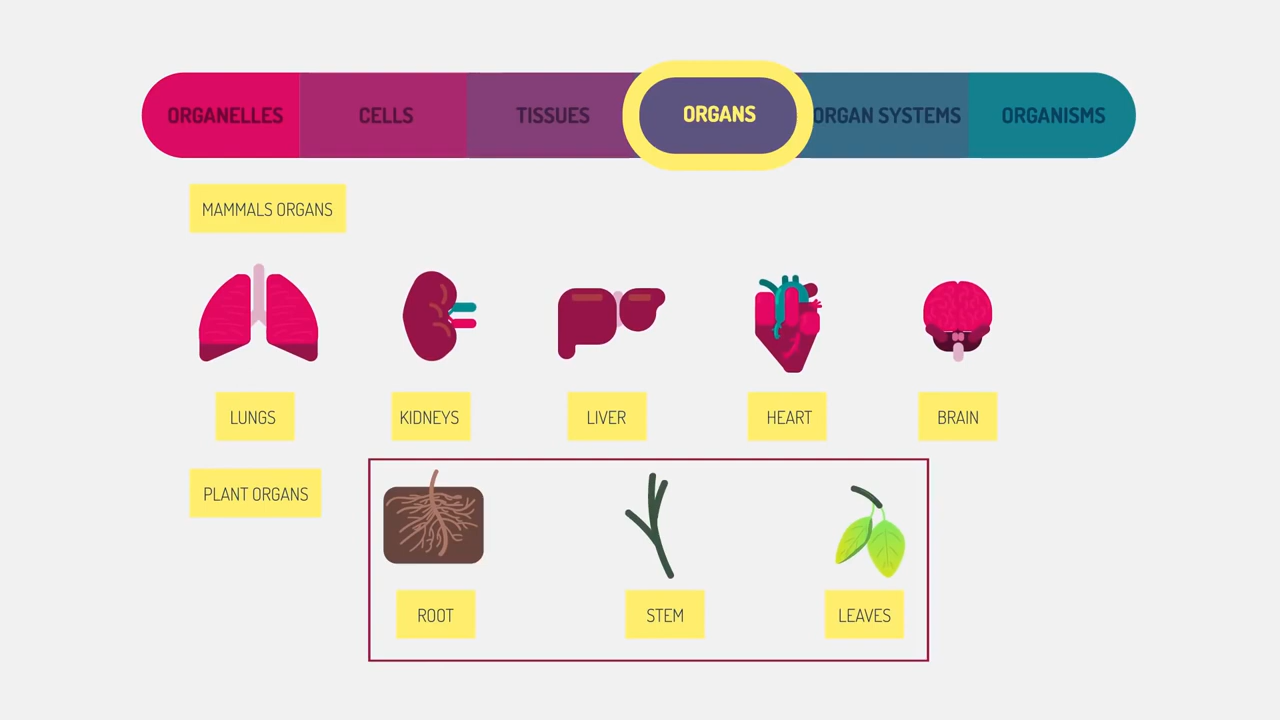 ORGANELLES CELLS TISSUES ORGANS ORGAN SYSTEMS ORGANISMS
MAMMALS ORGANS
LUNGS KIDNEYS LIVER HEART BRAIN
PLANT ORGANS
ROOT STEM LEAVES